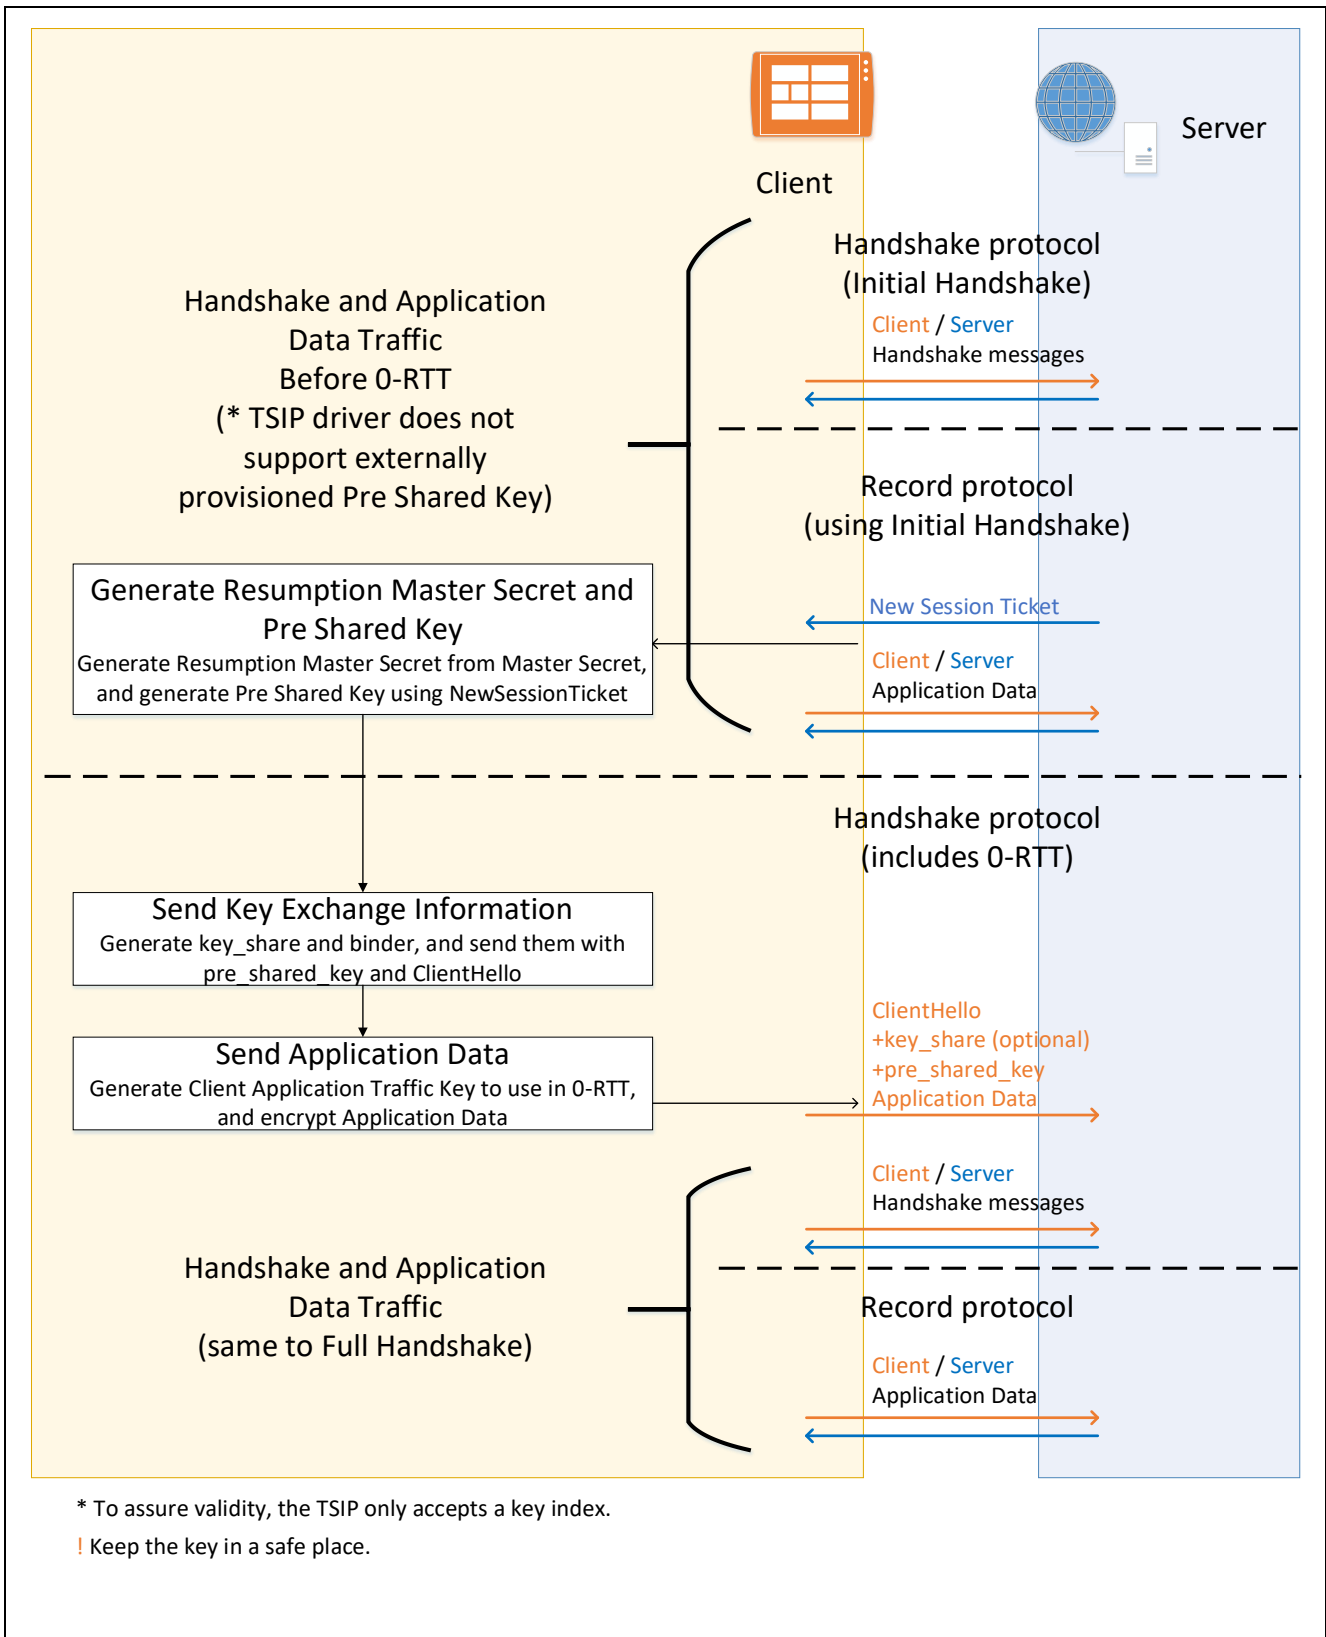 Server
Client
Handshake protocol
(Initial Handshake)
Client / Server
Handshake messages
Handshake and Application
Data Traffic
Before 0-RTT
(* TSIP driver does not
support externally
provisioned Pre Shared Key)
Record protocol
(using Initial Handshake)
New Session Ticket
Generate Resumption Master Secret and
Pre Shared Key
Generate Resumption Master Secret from Master Secret,
and generate Pre Shared Key using NewSessionTicket
Client / Server
Application Data
Handshake protocol
(includes 0-RTT)
Send Key Exchange Information
Generate key_share and binder, and send them with
pre_shared_key and ClientHello
Send Application Data
Generate Client Application Traffic Key to use in 0-RTT,
and encrypt Application Data
ClientHello
+key_share (optional)
+pre_shared_key
Application Data
Client / Server
Handshake messages
Handshake and Application
Data Traffic
(same to Full Handshake)
Record protocol
Client / Server
Application Data
* To assure validity, the TSIP only accepts a key index.
! Keep the key in a safe place.